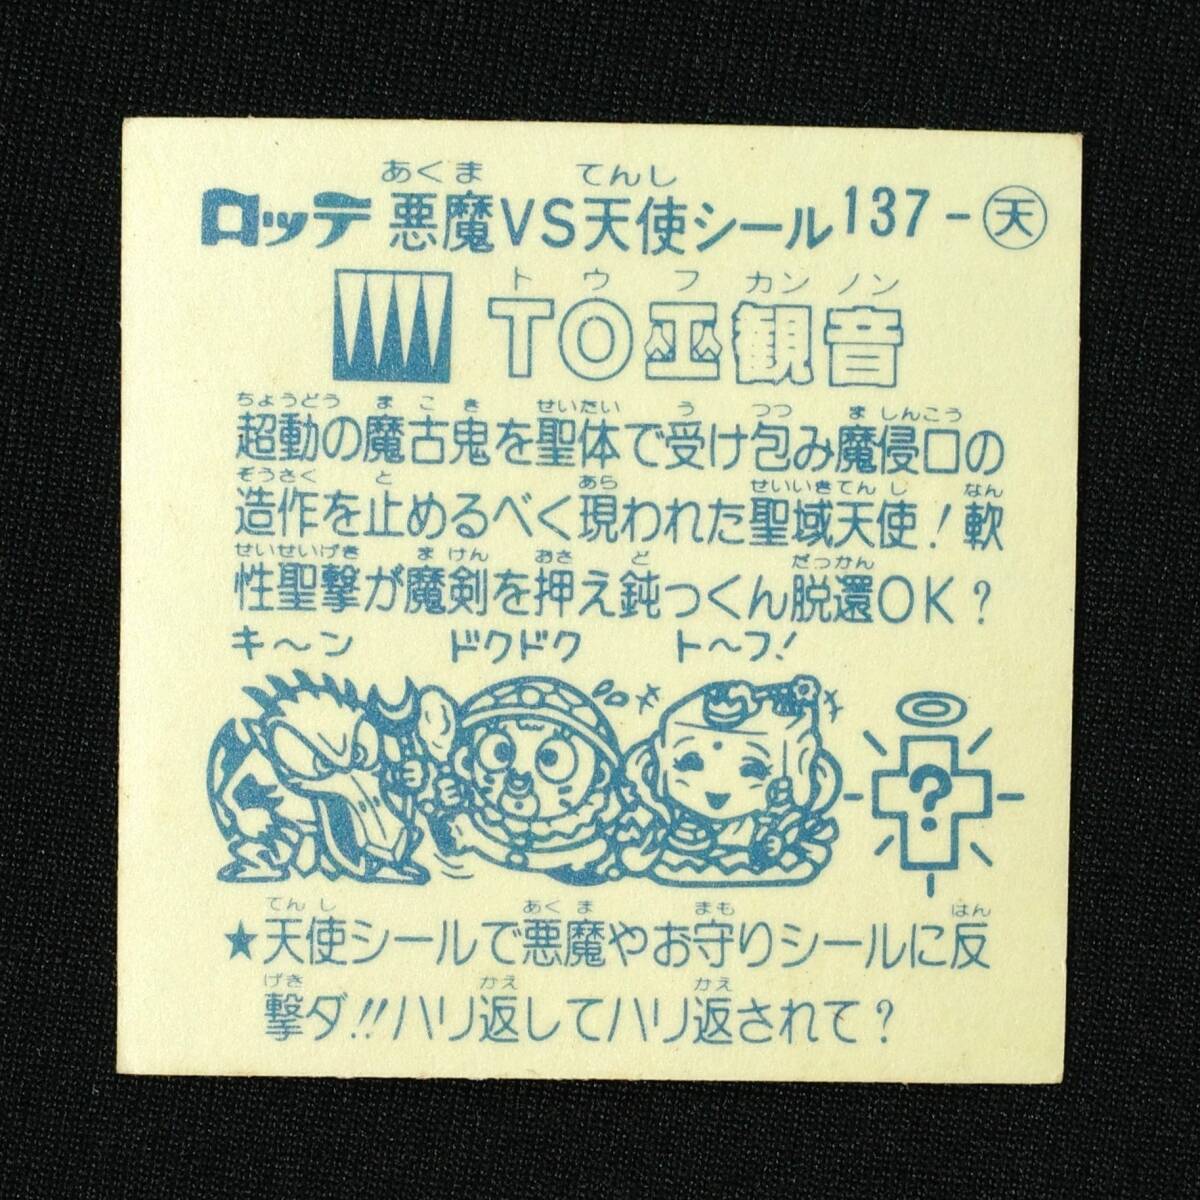 あくま てんし
ロッテ 悪魔VS天使シール 137-天
トウフカンノン
TO巫観音
ちょうどう まこき せいたい う つつ ましんこう
超動の魔古鬼を聖体で受け包み魔侵口の
ぞうさく と あら せいいきてんし なん
造作を止めるべく現われた聖域天使!軟
せいせいげき まけん おさ ど だっかん
性聖撃が魔剣を押え鈍つくん脱還OK?
キ〜ン ドクドク ト〜フ!
?
てんし あくま まも はん
★天使シールで悪魔やお守りシールに反
げき かえ かえ
撃ダ!!ハリ返してハリ返されて?